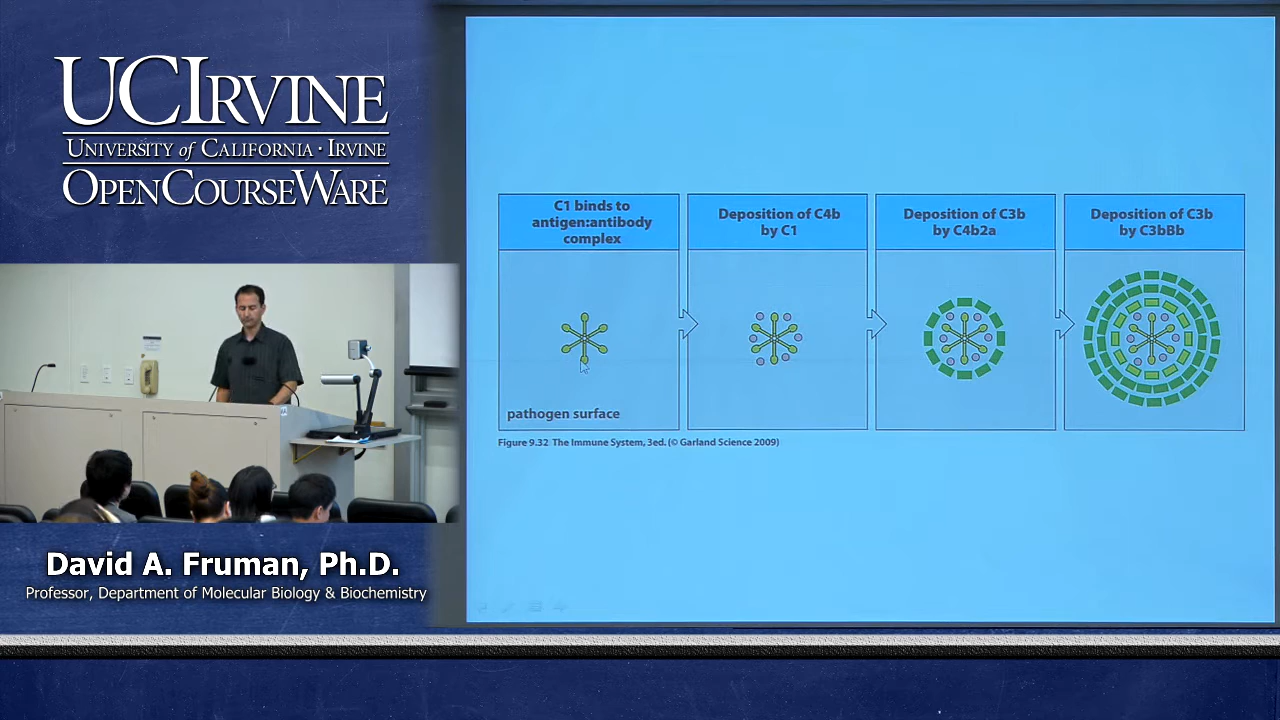 UCIRVINE
UNIVERSITY of CALIFORNIA · IRVINE
OPENCOURSEWARE
David A. Fruman, Ph.D.
Professor, Department of Molecular Biology & Biochemistry
C1 binds to
antigen:antibody
complex
pathogen surface
Deposition of C4b
by C1
Deposition of C3b
by C4b2a
Deposition of C3b
by C3bBb
Figure 9.32 The Immune System, 3ed. (© Garland Science 2009)